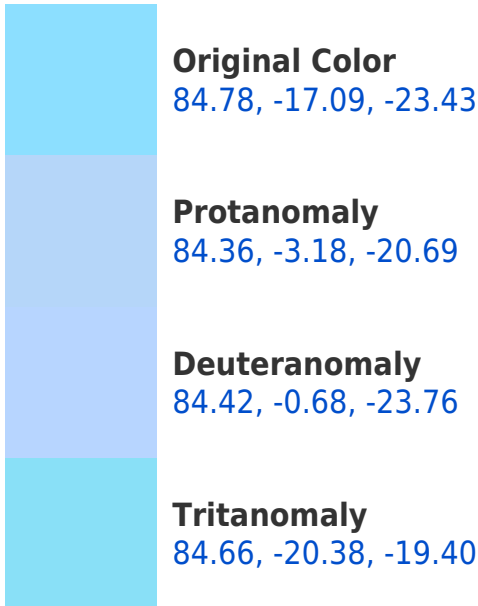 Original Color
84.78, -17.09, -23.43
Protanomaly
84.36, -3.18, -20.69
Deuteranomaly
84.42, -0.68, -23.76
Tritanomaly
84.66, -20.38, -19.40